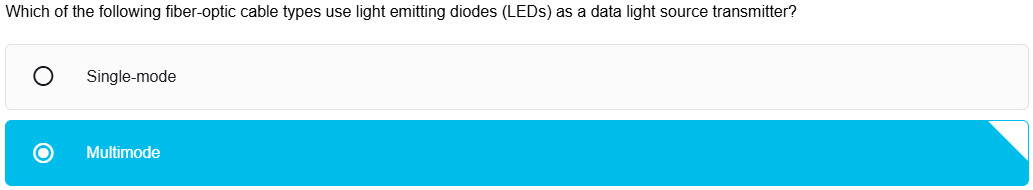 Which of the following fiber-optic cable types use light emitting diodes (LEDs) as a data light source transmitter?
Single-mode
Multimode